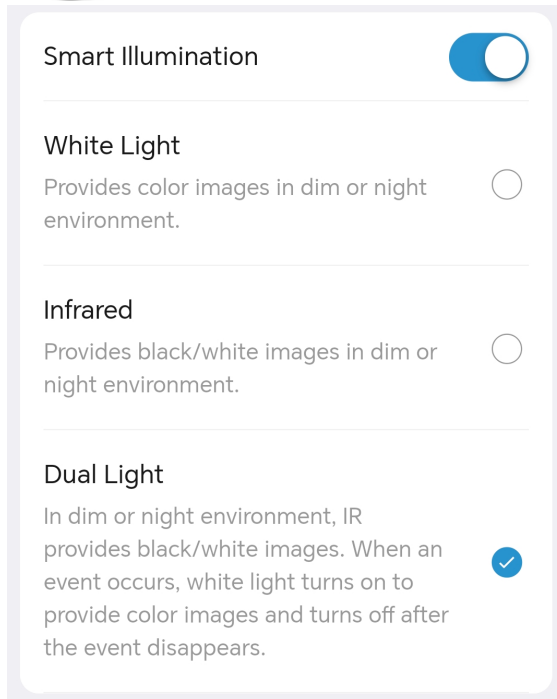 Smart Illumination
White Light
Provides color images in dim or night
environment.
Infrared
Provides black/white images in dim or
night environment.
Dual Light
In dim or night environment, IR
provides black/white images. When an
event occurs, white light turns on to
provide color images and turns off after
the event disappears.